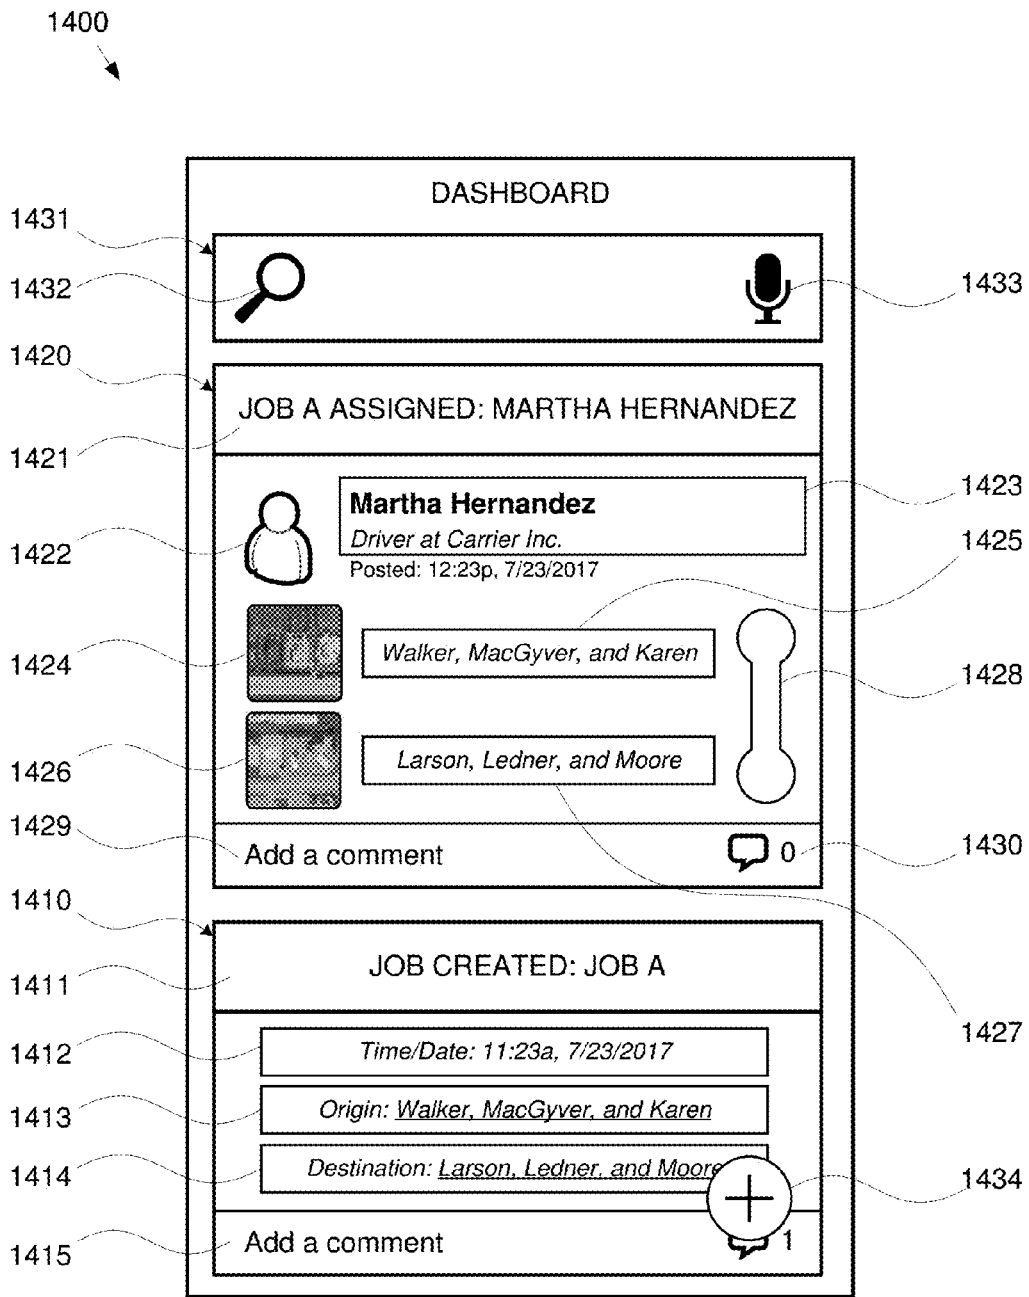 1400
DASHBOARD
1431
1432
1433
1420
JOB A ASSIGNED: MARTHA HERNANDEZ
1421
1423
Martha Hernandez
1422
Driver at Carrier Inc.
1425
Posted: 12:23p, 7/23/2017
1424
Walker, MacGyver, and Karen
1428
1426
Larson, Ledner, and Moore
1429
Add a comment
0
1430
1410
JOB CREATED: JOB A
1411
1427
1412
Time/Date: 11:23a, 7/23/2017
1413
Origin: Walker, MacGyver, and Karen
1414
Destination: Larson, Ledner, and Moore
1434
1415
Add a comment
1